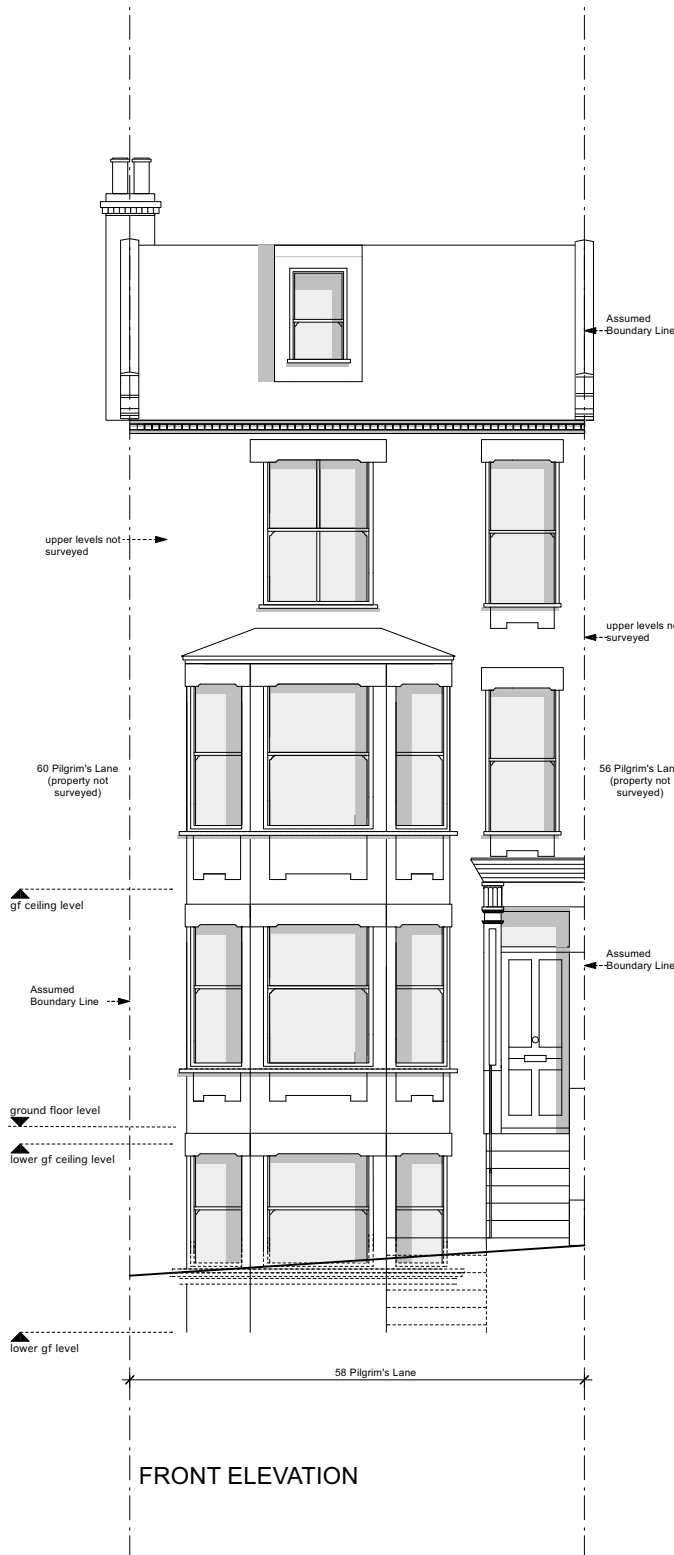 Assumed
Boundary Line
upper levels not
surveyed
upper levels
surveyed
60 Pilgrim's Lane
(property not
surveyed)
56 Pilgrim's
(property not
surveyed)
gf ceiling level
Assumed
Boundary Line
Assumed
Boundary Line
ground floor level
lower gf ceiling level
lower gf level
58 Pilgrim's Lane
FRONT ELEVATION